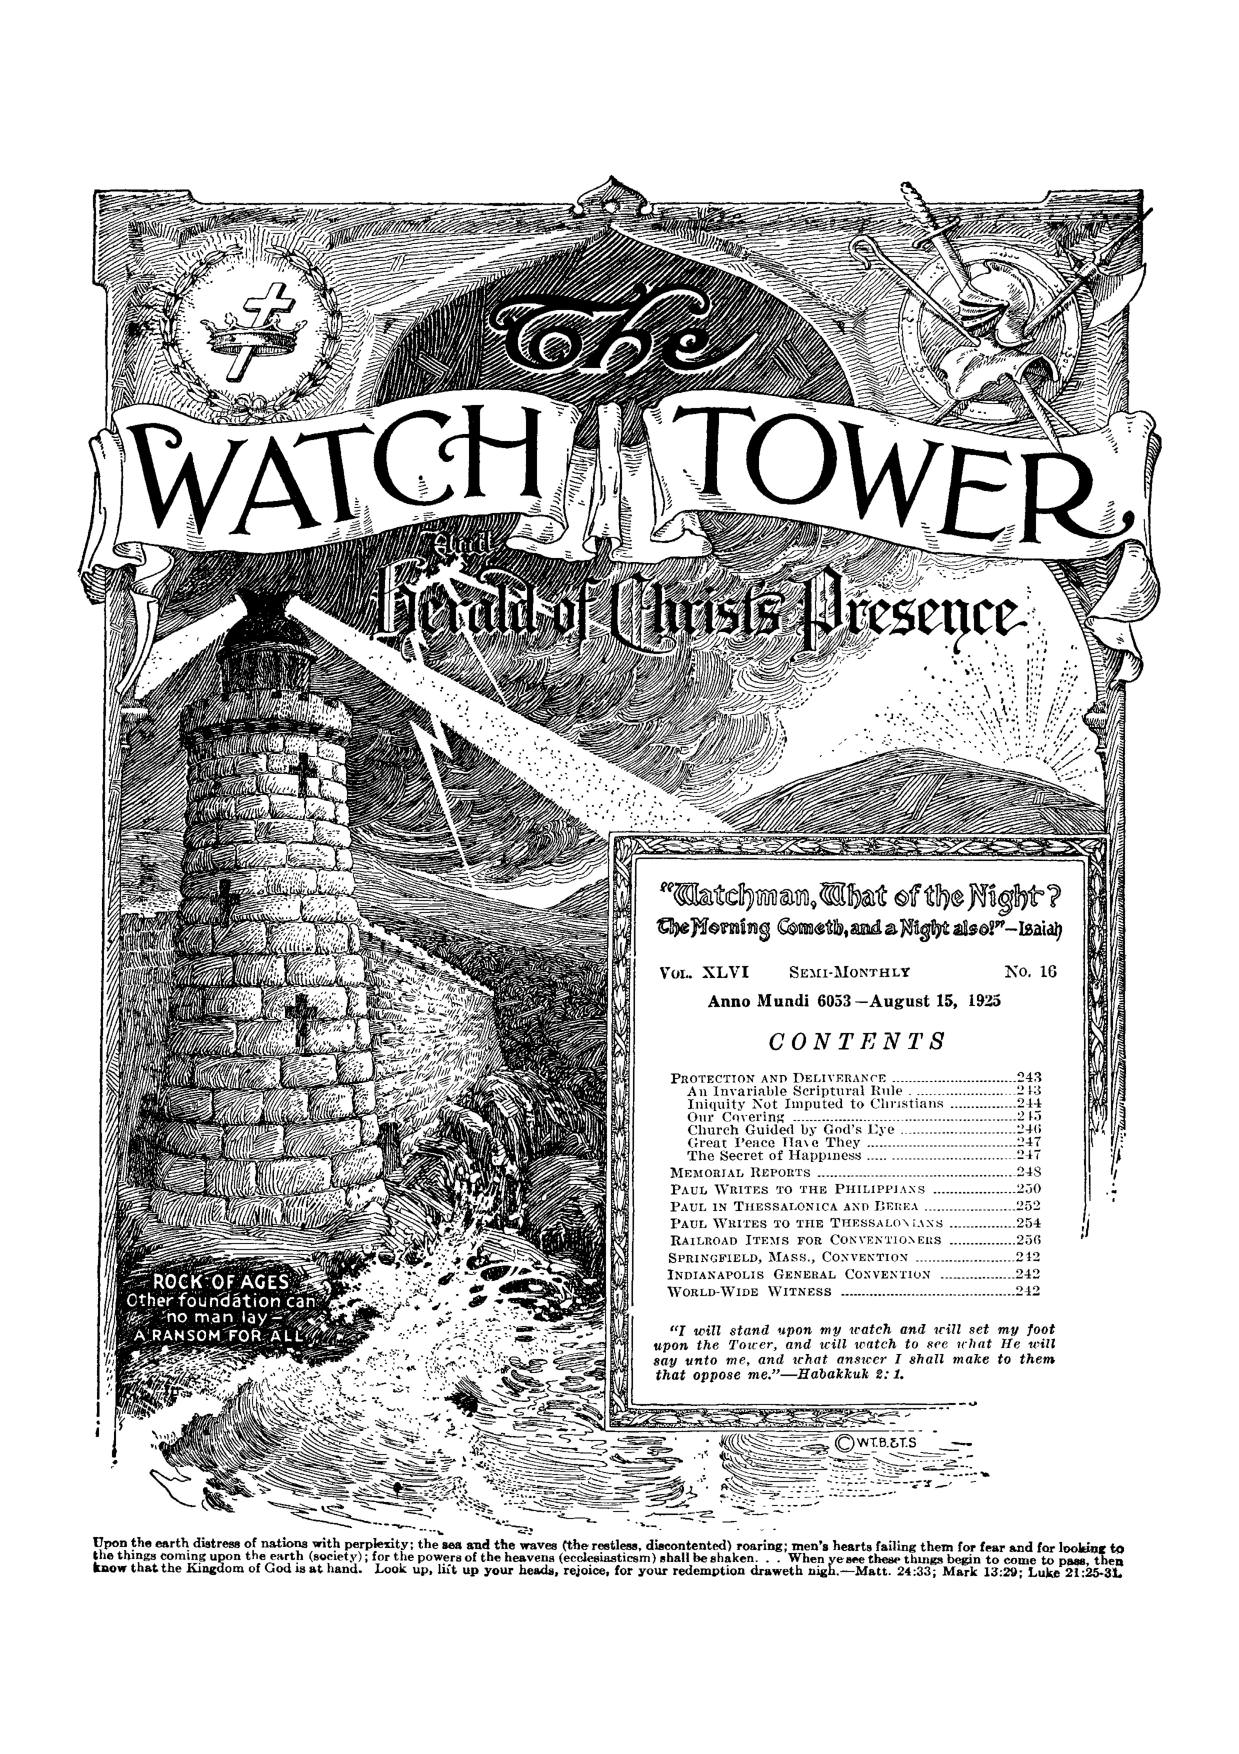 The
WATCH TOWER
And
Herald of Christ's Presence
"Watchman, What of the Night?
The Morning Cometh, and a Night also!"—Isaiah
VOL. XLVI SEMI-MONTHLY NO. 16
Anno Mundi 6053—August 15, 1925
CONTENTS
PROTECTION AND DELIVERANCE ........ 243
An Invariable Scriptural Rule ........ 243
Iniquity Not Imputed to Christians ........ 244
Our Covering ........ 245
Church Guided by God's Eye ........ 246
Great Peace Have They ........ 247
The Secret of Happiness ........ 247
MEMORIAL REPORTS ........ 248
PAUL WRITES TO THE PHILIPPIANS ........ 250
PAUL IN THESSALONICA AND BEREA ........ 252
PAUL WRITES TO THE THESSALONIANS ........ 254
RAILROAD ITEMS FOR CONVENTIONERS ........ 256
SPRINGFIELD, MASS., CONVENTION ........ 242
INDIANAPOLIS GENERAL CONVENTION ........ 242
WORLD-WIDE WITNESS ........ 242
"I will stand upon my watch and will set my foot
upon the Tower, and will watch to see what He will
say unto me, and what answer I shall make to them
that oppose me."—Habakkuk 2:1.
ROCK OF AGES
Other foundation can
no man lay—
A RANSOM FOR ALL
©W.T.B.&T.S
Upon the earth distress of nations with perplexity; the sea and the waves (the restless, discontented) roaring; men's hearts failing them for fear and for looking to
the things coming upon the earth (society); for the powers of the heavens (ecclesiasticsm) shall be shaken. . . When ye see these things begin to come to pass, then
know that the Kingdom of God is at hand. Look up, lift up your heads, rejoice, for your redemption draweth nigh.—Matt. 24:33; Mark 13:29; Luke 21:25-31.